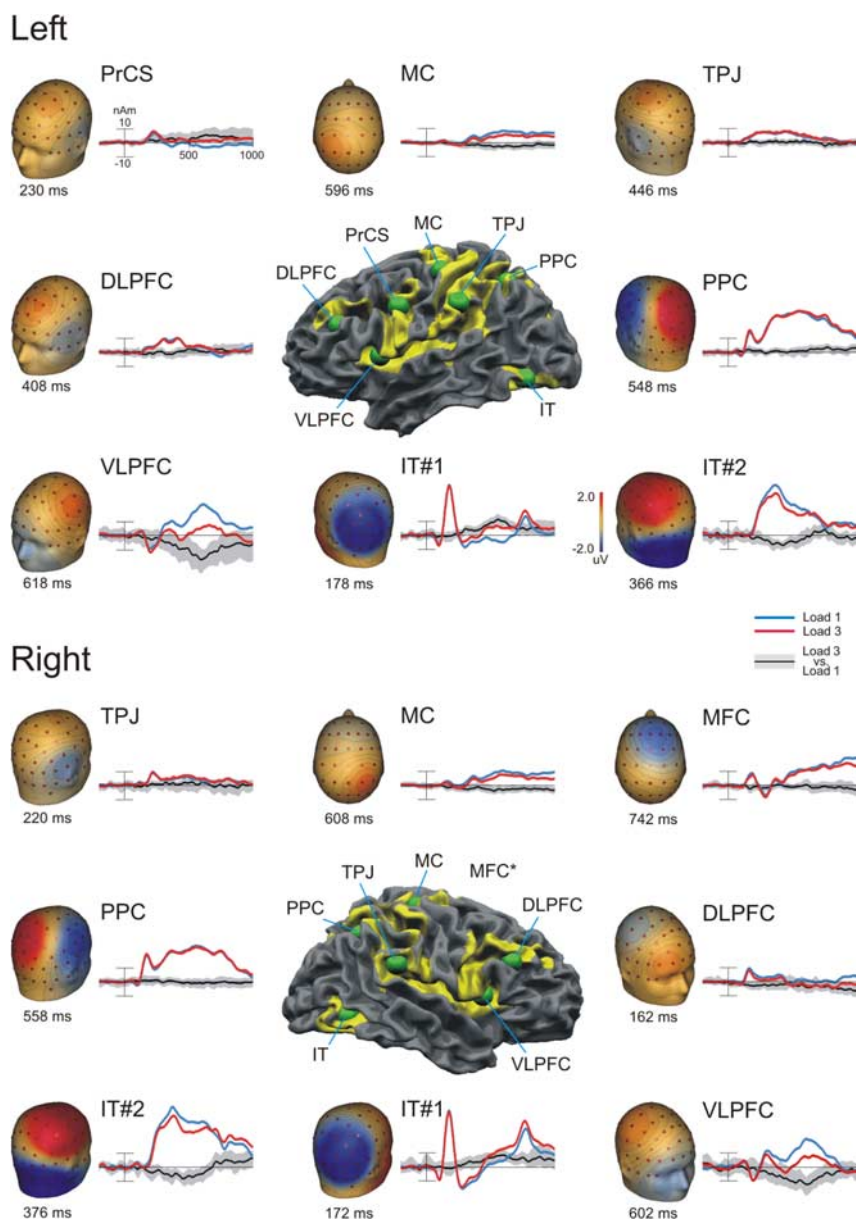 Left
PrCS
MC
TPJ
nAm
10
-10
500
1000
230 ms
596 ms
446 ms
MC
TPJ
PrCS
PPC
DLPFC
DLPFC
PPC
408 ms
548 ms
VLPFC
IT
VLPFC
IT#1
IT#2
2.0
-2.0
uV
618 ms
178 ms
366 ms
Load 1
Load 3
Load 3
vs.
Load 1
Right
TPJ
MC
MFC
220 ms
608 ms
742 ms
TPJ
MC
MFC*
PPC
DLPFC
PPC
DLPFC
558 ms
162 ms
IT
VLPFC
IT#2
IT#1
VLPFC
376 ms
172 ms
602 ms